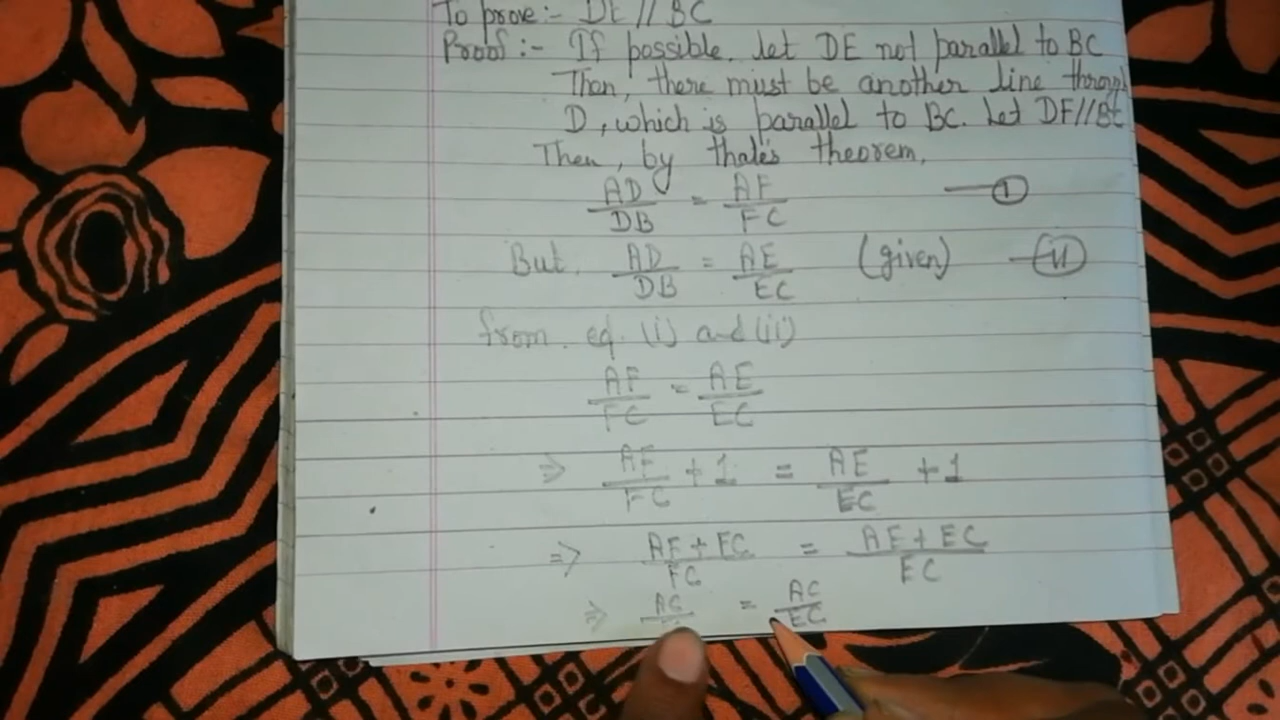 To prove :- DE // BC
Proof :- If possible, let DE not parallel to BC
Then, there must be another line through
D, which is parallel to BC. Let DF//BC
Then, by thale's theorem,
AD/DB = AF/FC —(I)
But, AD/DB = AE/EC (given) —(II)
from eq. (i) and (ii)
AF/FC = AE/EC
=> AF/FC + 1 = AE/EC + 1
=> AF + FC/FC = AE + EC/EC
=> AC/ = AC/EC